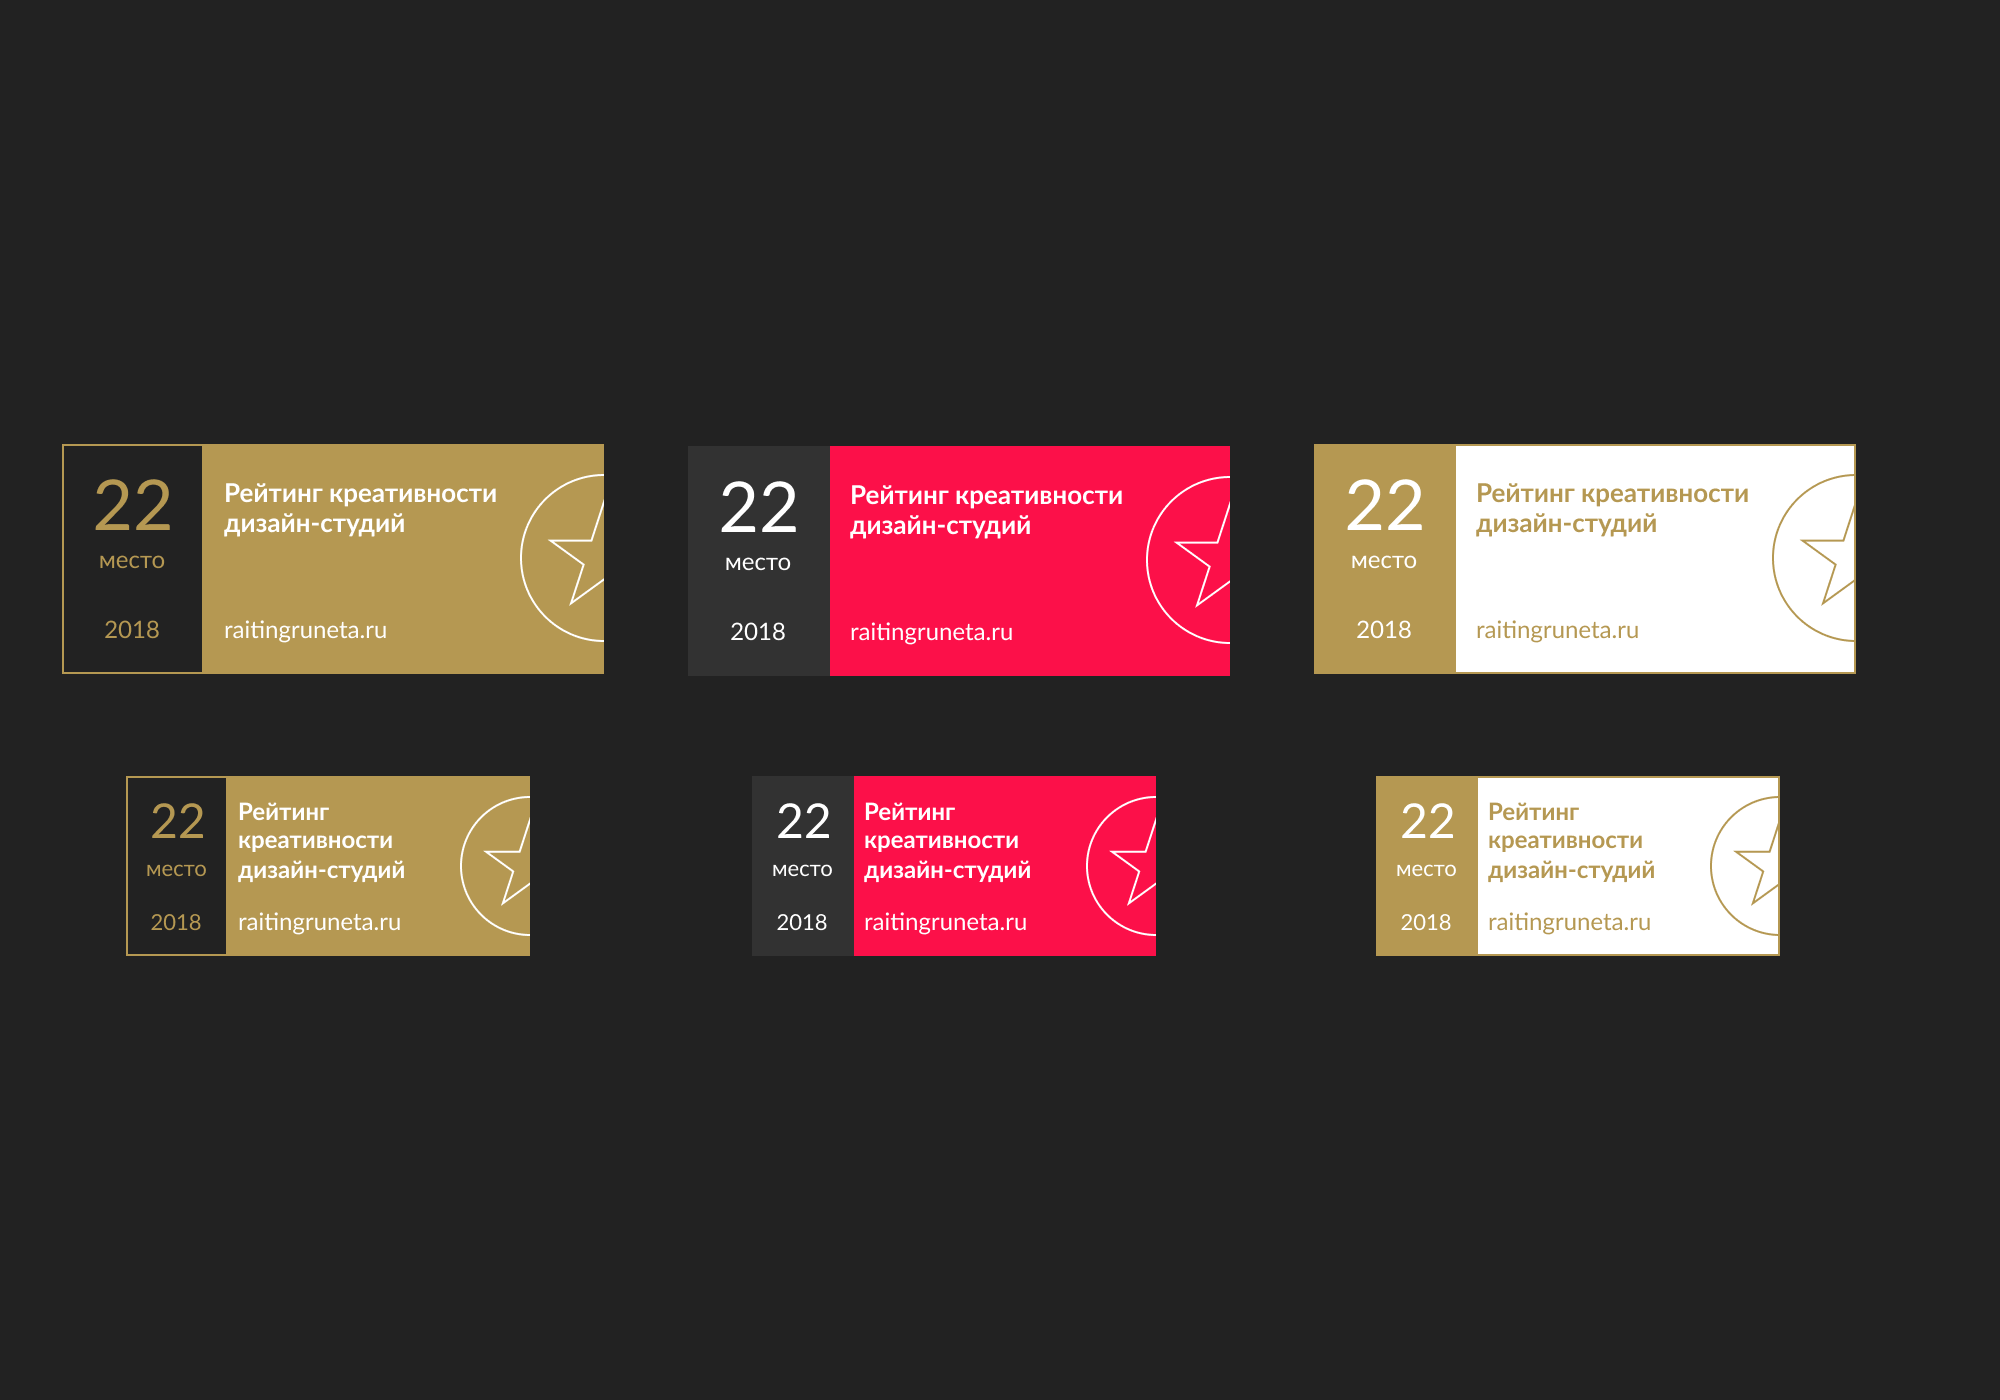 22
место
2018
Рейтинг креативности
дизайн-студий
raitingruneta.ru
22
место
2018
Рейтинг креативности
дизайн-студий
raitingruneta.ru
22
место
2018
Рейтинг креативности
дизайн-студий
raitingruneta.ru
22
место
2018
Рейтинг
креативности
дизайн-студий
raitingruneta.ru
22
место
2018
Рейтинг
креативности
дизайн-студий
raitingruneta.ru
22
место
2018
Рейтинг
креативности
дизайн-студий
raitingruneta.ru